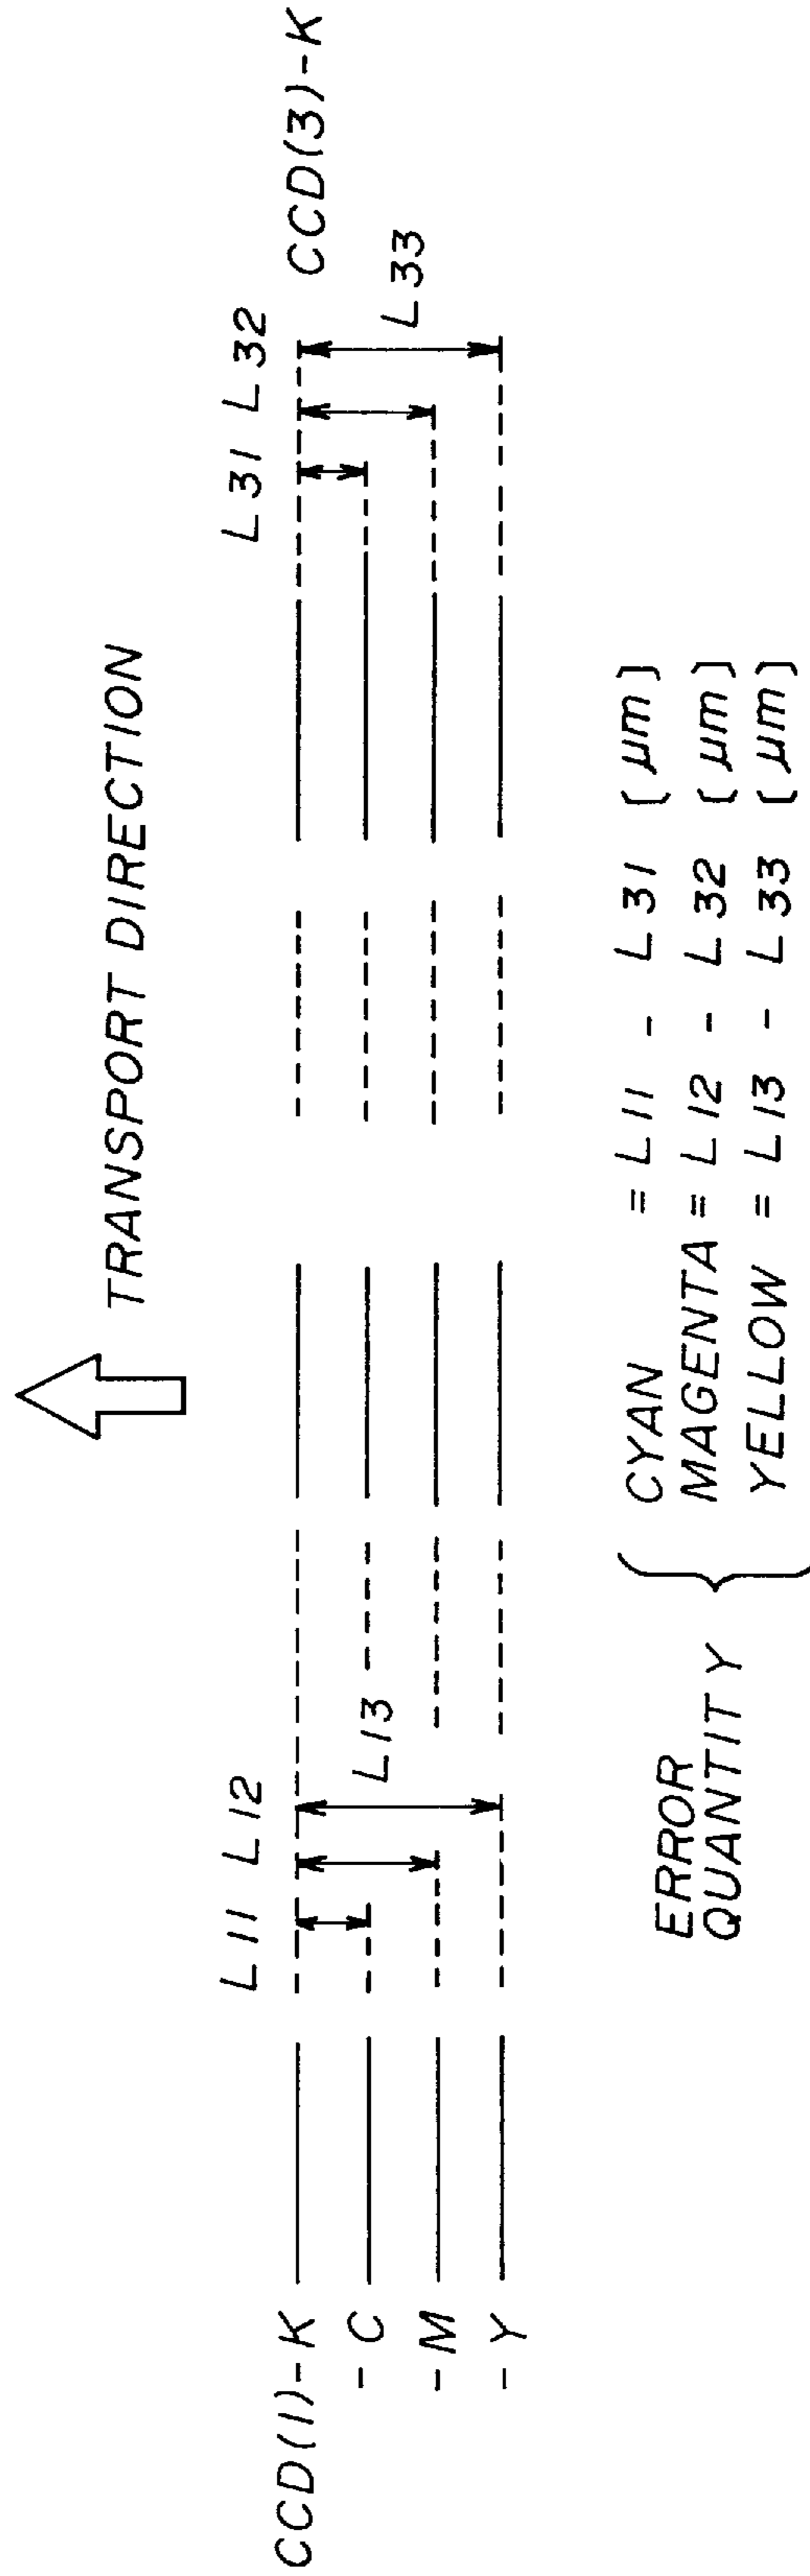 TRANSPORT DIRECTION
L11 L12
L31 L32
CCD(1)-K
CCD(3)-K
-C
L13
L33
-M
-Y
ERROR
QUANTITY
CYAN = L11 - L31 [μm]
MAGENTA = L12 - L32 [μm]
YELLOW = L13 - L33 [μm]